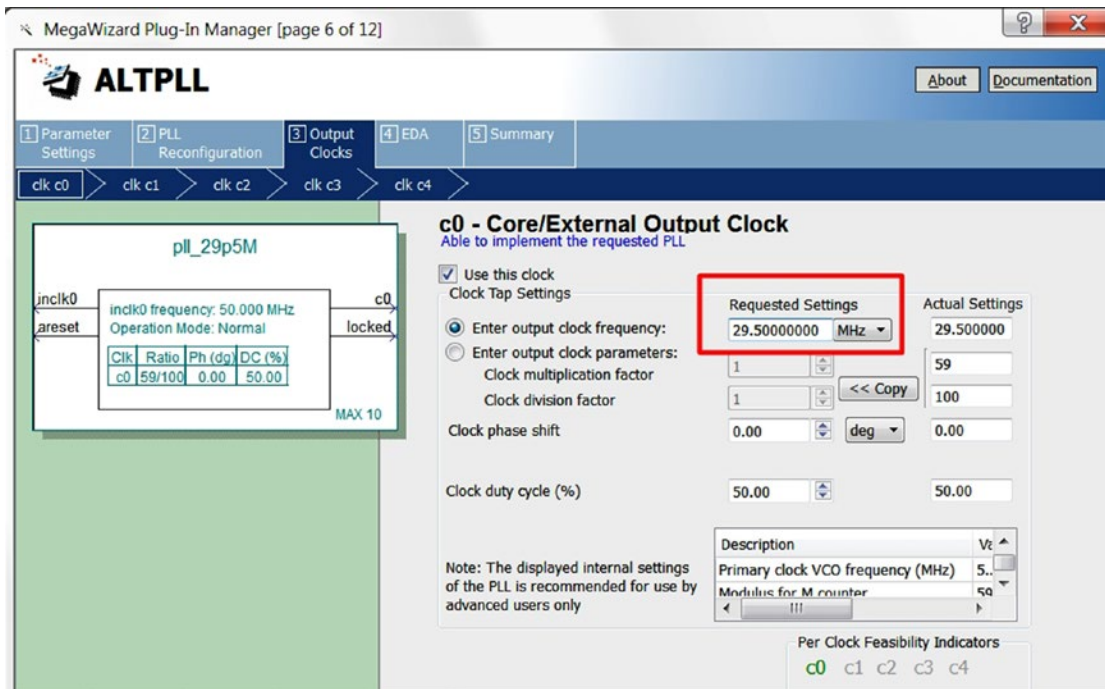 MegaWizard Plug-In Manager [page 6 of 12]
ALTPLL
About
Documentation
1 Parameter Settings
2 PLL Reconfiguration
3 Output Clocks
4 EDA
5 Summary
clk c0
clk c1
clk c2
clk c3
clk c4
pll_29p5M
inclk0
areset
c0
locked
inclk0 frequency: 50.000 MHz
Operation Mode: Normal
Clk Ratio Ph (dg) DC (%)
c0 59/100 0.00 50.00
MAX 10
c0 - Core/External Output Clock
Able to implement the requested PLL
Use this clock
Clock Tap Settings
Requested Settings
Actual Settings
Enter output clock frequency:
29.50000000
MHz
29.500000
Enter output clock parameters:
Clock multiplication factor
1
59
<< Copy
Clock division factor
1
100
Clock phase shift
0.00
deg
0.00
Clock duty cycle (%)
50.00
50.00
Note: The displayed internal settings
of the PLL is recommended for use by
advanced users only
Description
Primary clock VCO frequency (MHz)
5..
Modulus for M counter
59
Per Clock Feasibility Indicators
c0 c1 c2 c3 c4